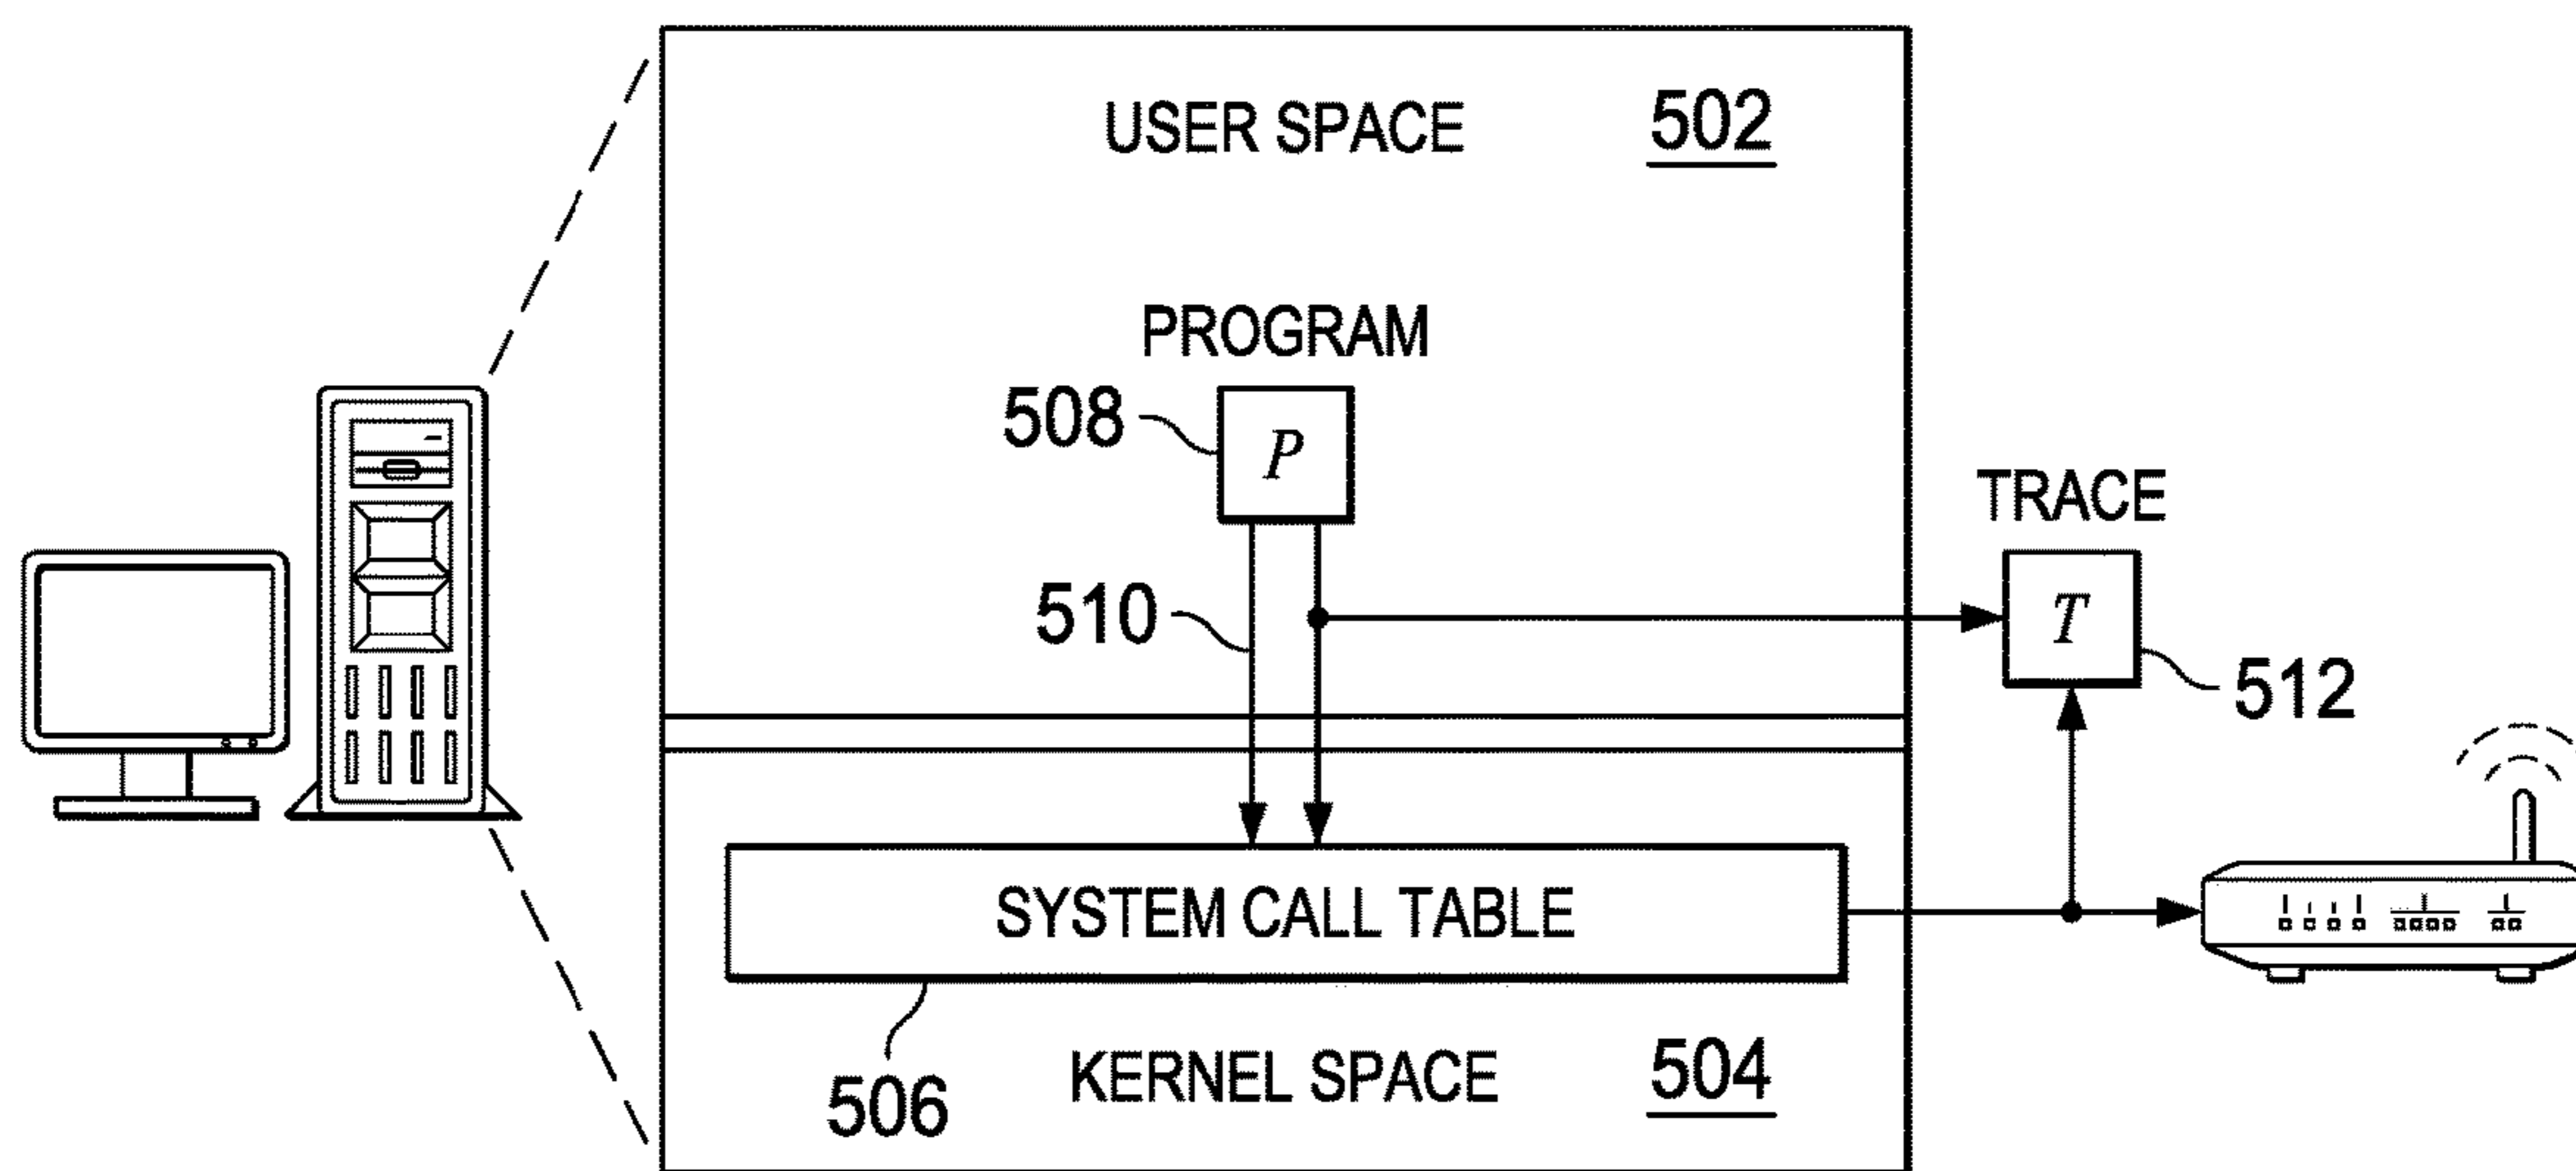 USER SPACE 502
PROGRAM
508 P
TRACE
510 T
512
SYSTEM CALL TABLE
506 KERNEL SPACE 504